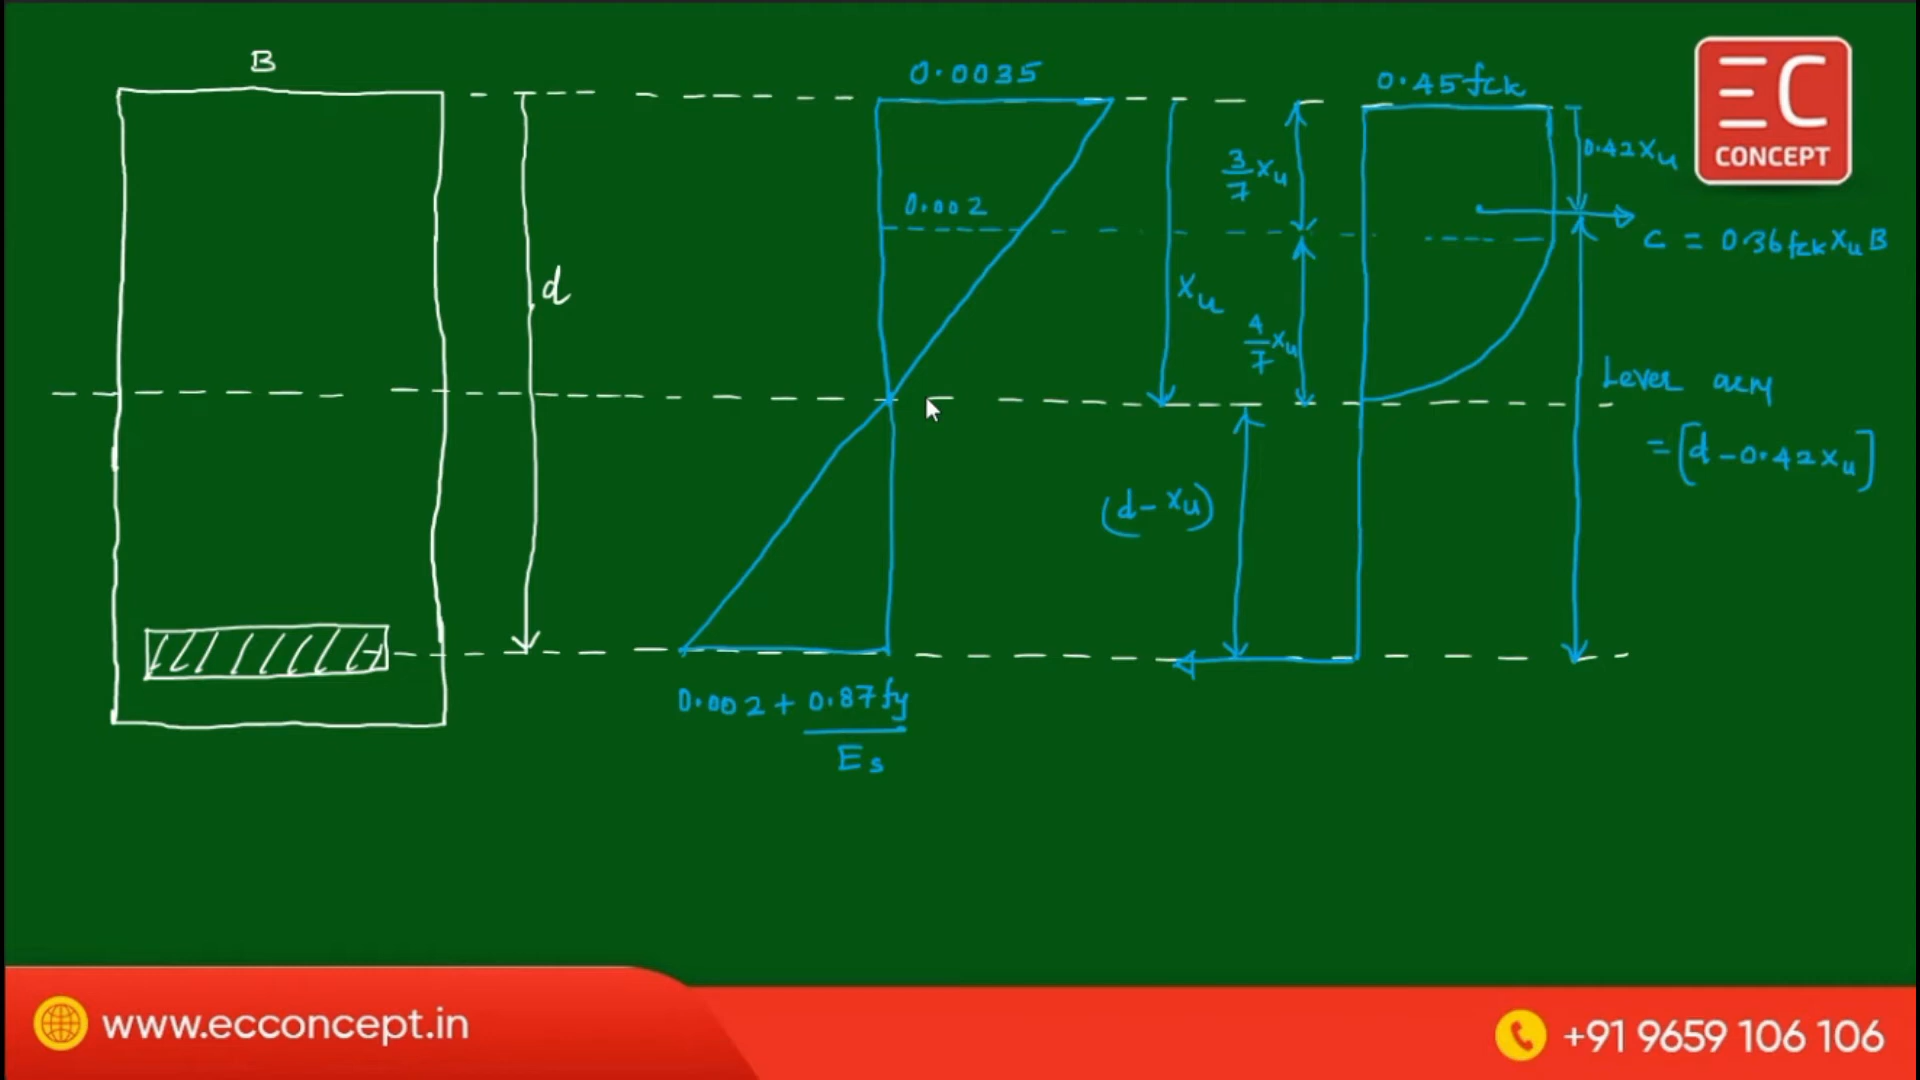 B
0.0035
0.45fck
EC
CONCEPT
0.42xu
3/7 xu
0.002
C = 0.36fck xu B
d
xu
4/7 xu
Lever arm
= [d - 0.42xu]
(d - xu)
0.002 + 0.87fy
Es
www.ecconcept.in
+91 9659 106 106